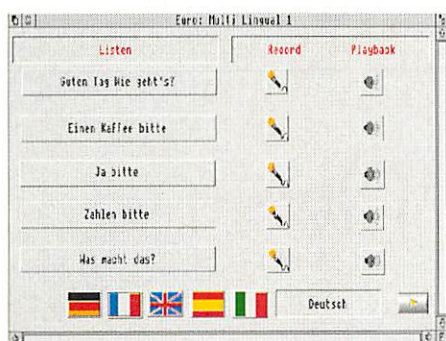 Euro: Multi Lingual 1
Listen Record Playback
Guten Tag Wie geht's?
Einen Kaffee bitte
Ja bitte
Zahlen bitte
Was macht das?
Deutsch